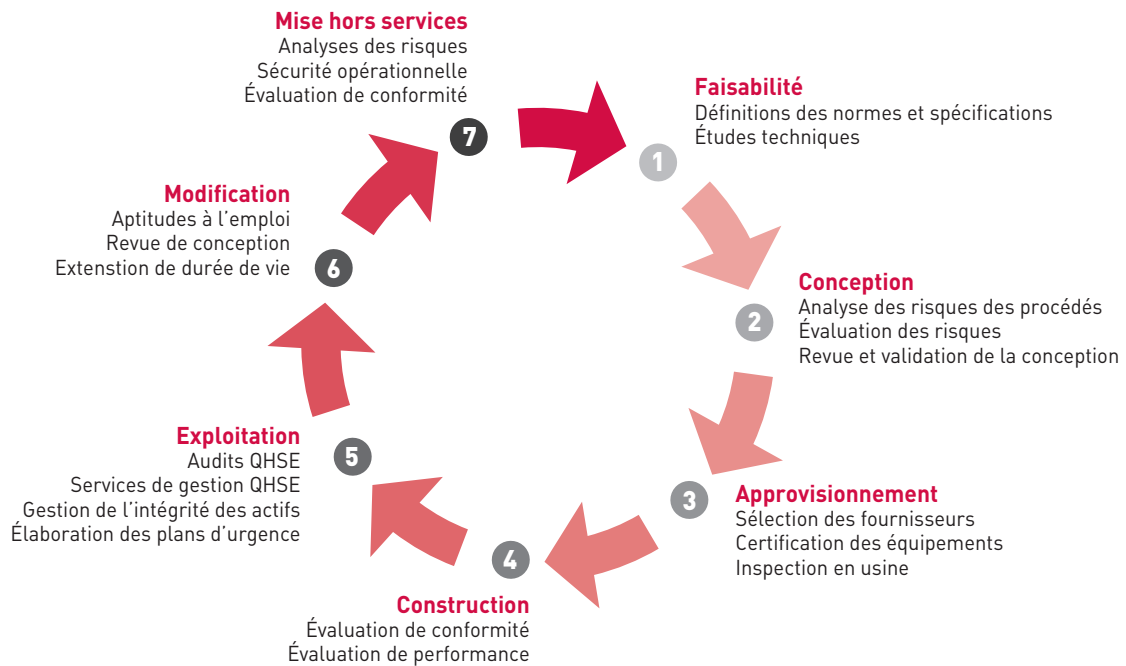 1
Faisabilité
Définitions des normes et spécifications
Études techniques
2
Conception
Analyse des risques des procédés
Évaluation des risques
Revue et validation de la conception
3
Approvisionnement
Sélection des fournisseurs
Certification des équipements
Inspection en usine
4
Construction
Évaluation de conformité
Évaluation de performance
5
Exploitation
Audits QHSE
Services de gestion QHSE
Gestion de l'intégrité des actifs
Élaboration des plans d'urgence
6
Modification
Aptitudes à l'emploi
Revue de conception
Extenstion de durée de vie
7
Mise hors services
Analyses des risques
Sécurité opérationnelle
Évaluation de conformité